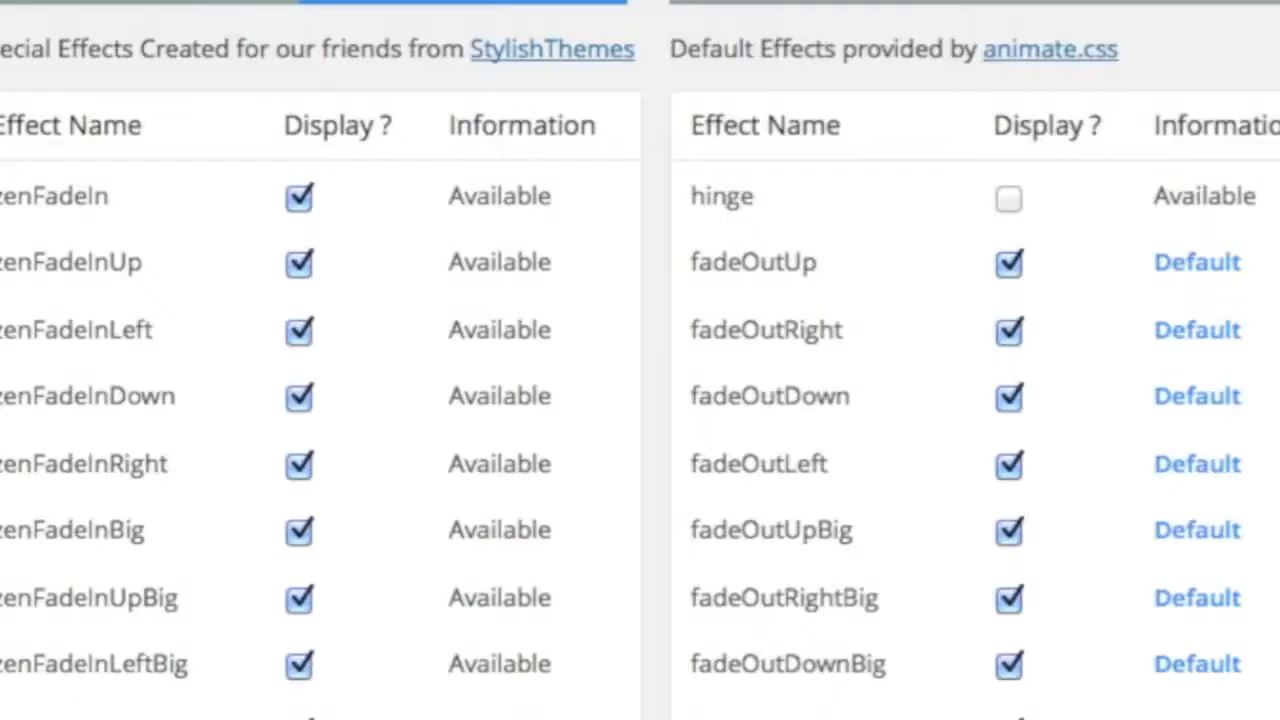 ecial Effects Created for our friends from StylishThemes
Effect Name Display ? Information
zenFadeIn Available
zenFadeInUp Available
zenFadeInLeft Available
zenFadeInDown Available
zenFadeInRight Available
zenFadeInBig Available
zenFadeInUpBig Available
zenFadeInLeftBig Available
Default Effects provided by animate.css
Effect Name Display ? Informatio
hinge Available
fadeOutUp Default
fadeOutRight Default
fadeOutDown Default
fadeOutLeft Default
fadeOutUpBig Default
fadeOutRightBig Default
fadeOutDownBig Default